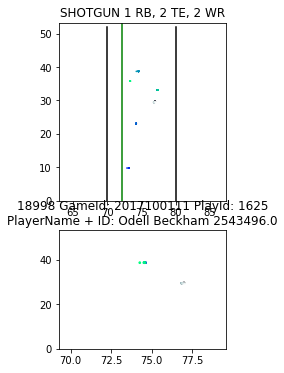 SHOTGUN 1 RB, 2 TE, 2 WR
50
40
30
20
10
0
65 70 75 80 85
18998 GameId: 2017100111 PlayId: 1625
PlayerName + ID: Odell Beckham 2543496.0
40
20
0
70.0 72.5 75.0 77.5